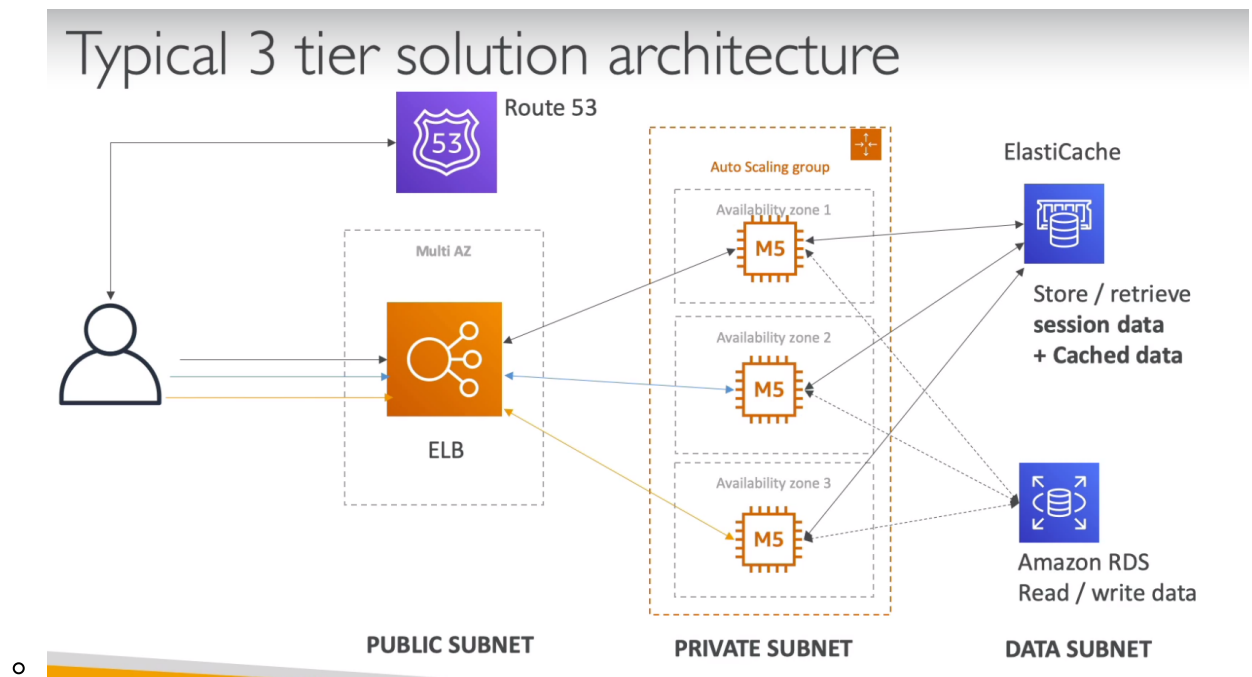 Typical 3 tier solution architecture
Route 53
53
Auto Scaling group
ElastiCache
Availability zone 1
M5
Multi AZ
Store / retrieve
session data
+ Cached data
Availability zone 2
M5
ELB
Availability zone 3
M5
Amazon RDS
Read / write data
PUBLIC SUBNET
PRIVATE SUBNET
DATA SUBNET